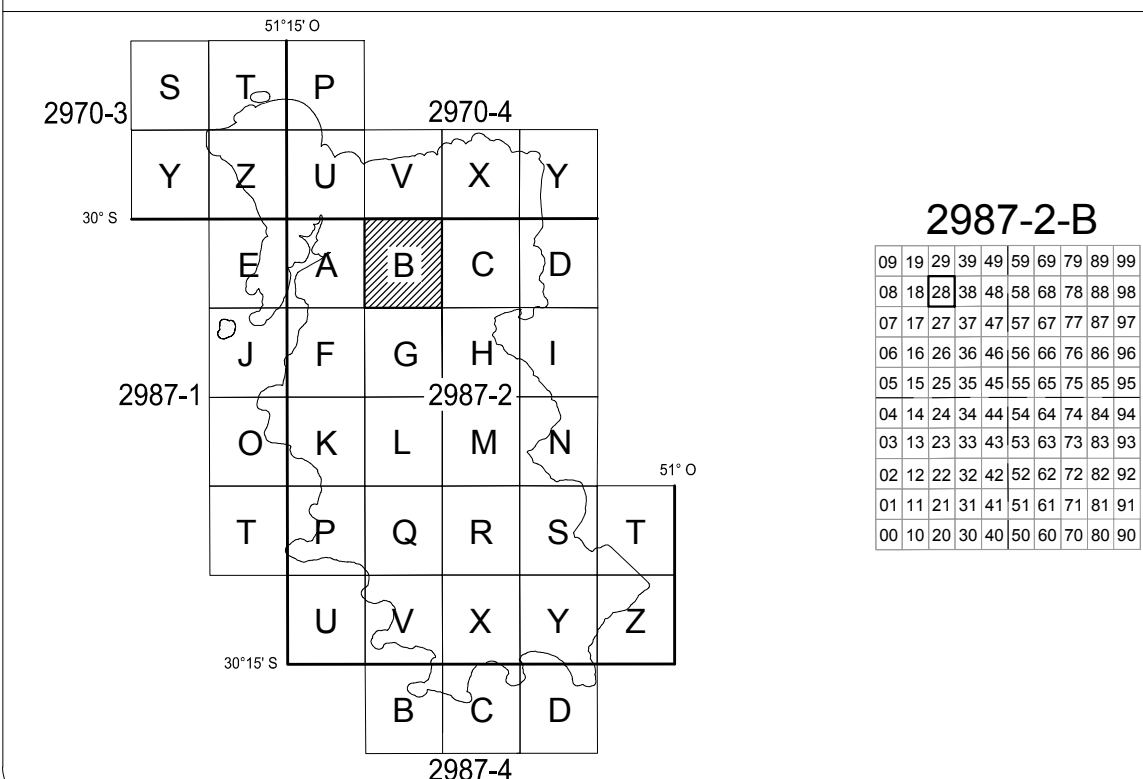 51°15' O
S T P
2970-3 2970-4
Y Z U V X Y
30° S
E A B C D
J F G H I
2987-1 2987-2
O K L M N
51° O
T P Q R S T
U V X Y Z
30°15' S
B C D
2987-4
2987-2-B
09 19 29 39 49 59 69 79 89 99
08 18 28 38 48 58 68 78 88 98
07 17 27 37 47 57 67 77 87 97
06 16 26 36 46 56 66 76 86 96
05 15 25 35 45 55 65 75 85 95
04 14 24 34 44 54 64 74 84 94
03 13 23 33 43 53 63 73 83 93
02 12 22 32 42 52 62 72 82 92
01 11 21 31 41 51 61 71 81 91
00 10 20 30 40 50 60 70 80 90